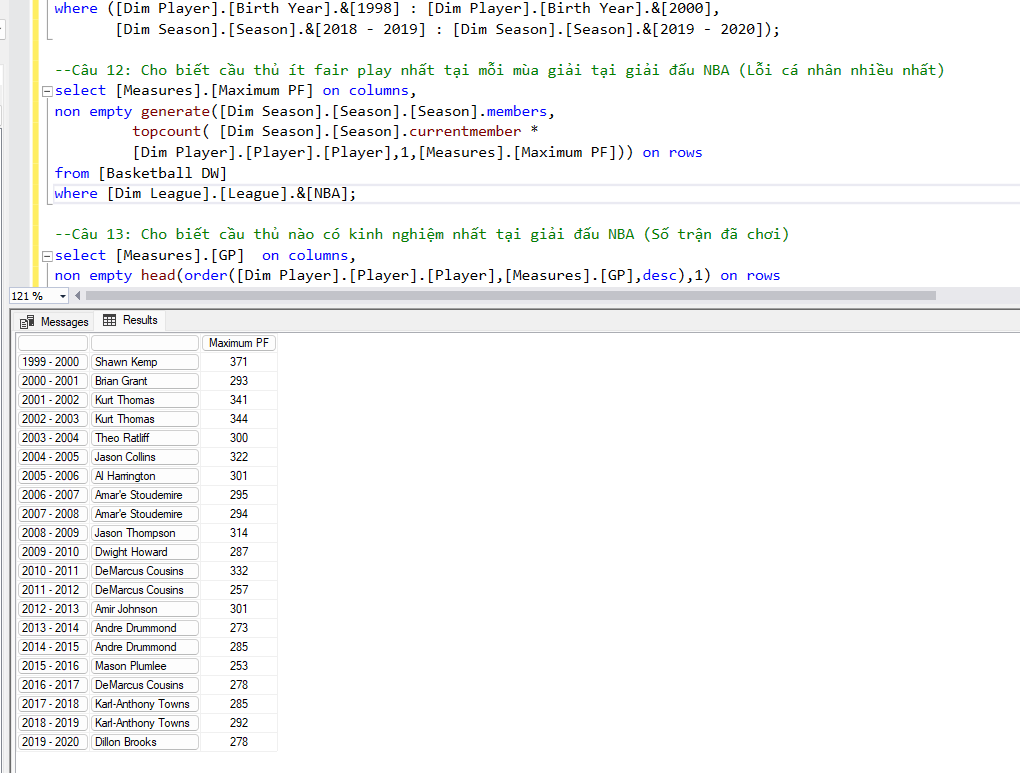 where ([Dim Player].[Birth Year].&[1998] : [Dim Player].[Birth Year].&[2000],
[Dim Season].[Season].&[2018 - 2019] : [Dim Season].[Season].&[2019 - 2020]);
--Câu 12: Cho biết cầu thủ ít fair play nhất tại mỗi mùa giải tại giải đấu NBA (Lỗi cá nhân nhiều nhất)
select [Measures].[Maximum PF] on columns,
non empty generate([Dim Season].[Season].[Season].members,
topcount( [Dim Season].[Season].currentmember *
[Dim Player].[Player].[Player],1,[Measures].[Maximum PF])) on rows
from [Basketball DW]
where [Dim League].[League].&[NBA];
--Câu 13: Cho biết cầu thủ nào có kinh nghiệm nhất tại giải đấu NBA (Số trận đã chơi)
select [Measures].[GP]  on columns,
non empty head(order([Dim Player].[Player].[Player],[Measures].[GP],desc),1) on rows
121 %
Messages Results
Maximum PF
1999 - 2000 Shawn Kemp 371
2000 - 2001 Brian Grant 293
2001 - 2002 Kurt Thomas 341
2002 - 2003 Kurt Thomas 344
2003 - 2004 Theo Ratliff 300
2004 - 2005 Jason Collins 322
2005 - 2006 Al Harrington 301
2006 - 2007 Amar'e Stoudemire 295
2007 - 2008 Amar'e Stoudemire 294
2008 - 2009 Jason Thompson 314
2009 - 2010 Dwight Howard 287
2010 - 2011 DeMarcus Cousins 332
2011 - 2012 DeMarcus Cousins 257
2012 - 2013 Amir Johnson 301
2013 - 2014 Andre Drummond 273
2014 - 2015 Andre Drummond 285
2015 - 2016 Mason Plumlee 253
2016 - 2017 DeMarcus Cousins 278
2017 - 2018 Karl-Anthony Towns 285
2018 - 2019 Karl-Anthony Towns 292
2019 - 2020 Dillon Brooks 278